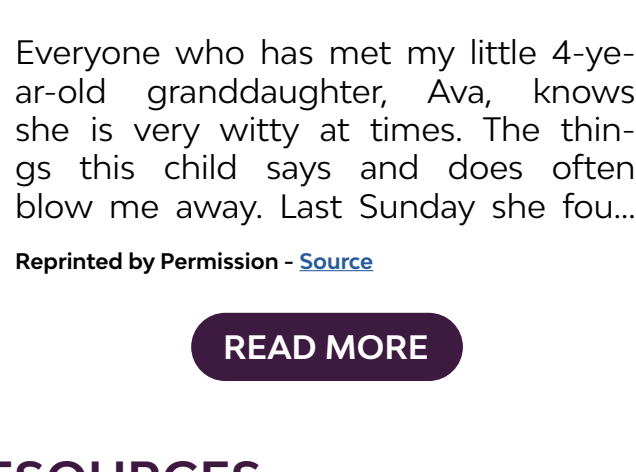 Everyone who has met my little 4-ye-
ar-old granddaughter, Ava, knows
she is very witty at times. The thin-
gs this child says and does often
blow me away. Last Sunday she fou...
Reprinted by Permission - Source
READ MORE